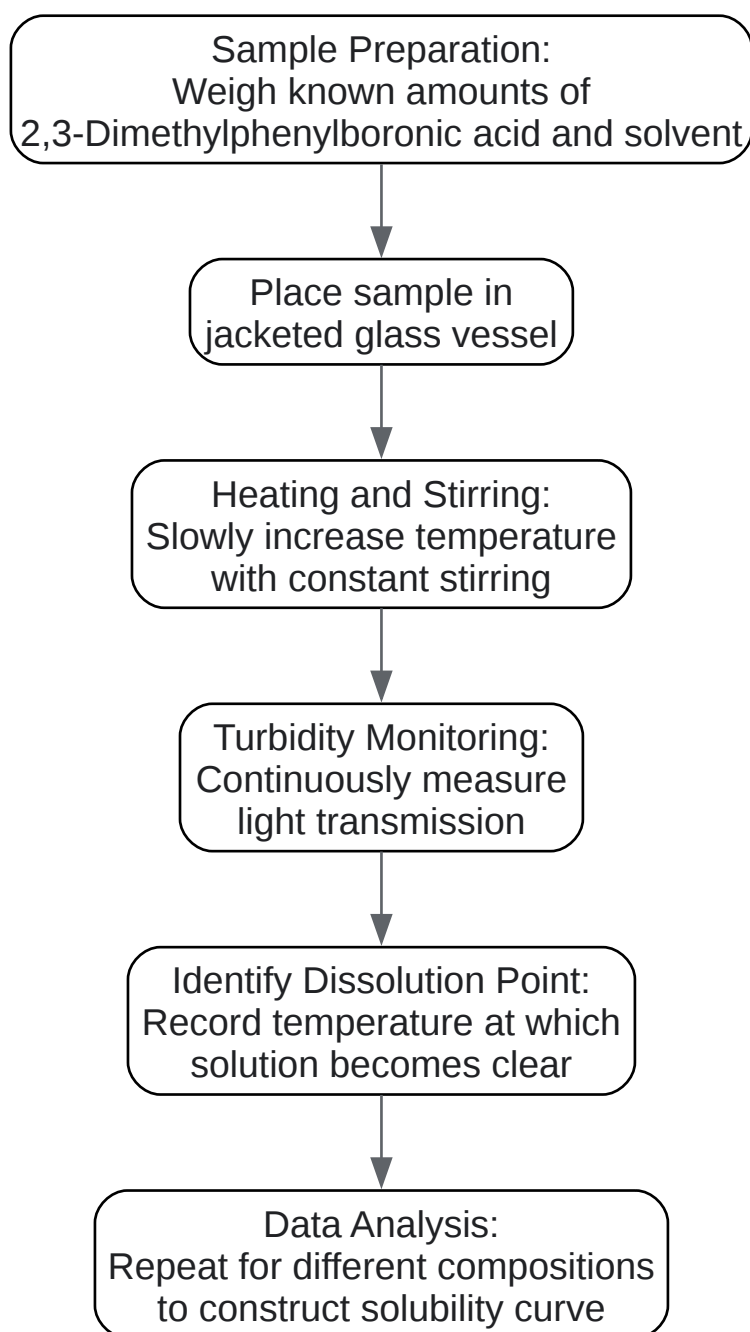 Sample Preparation:
Weigh known amounts of
2,3-Dimethylphenylboronic acid and solvent
Place sample in
jacketed glass vessel
Heating and Stirring:
Slowly increase temperature
with constant stirring
Turbidity Monitoring:
Continuously measure
light transmission
Identify Dissolution Point:
Record temperature at which
solution becomes clear
Data Analysis:
Repeat for different compositions
to construct solubility curve